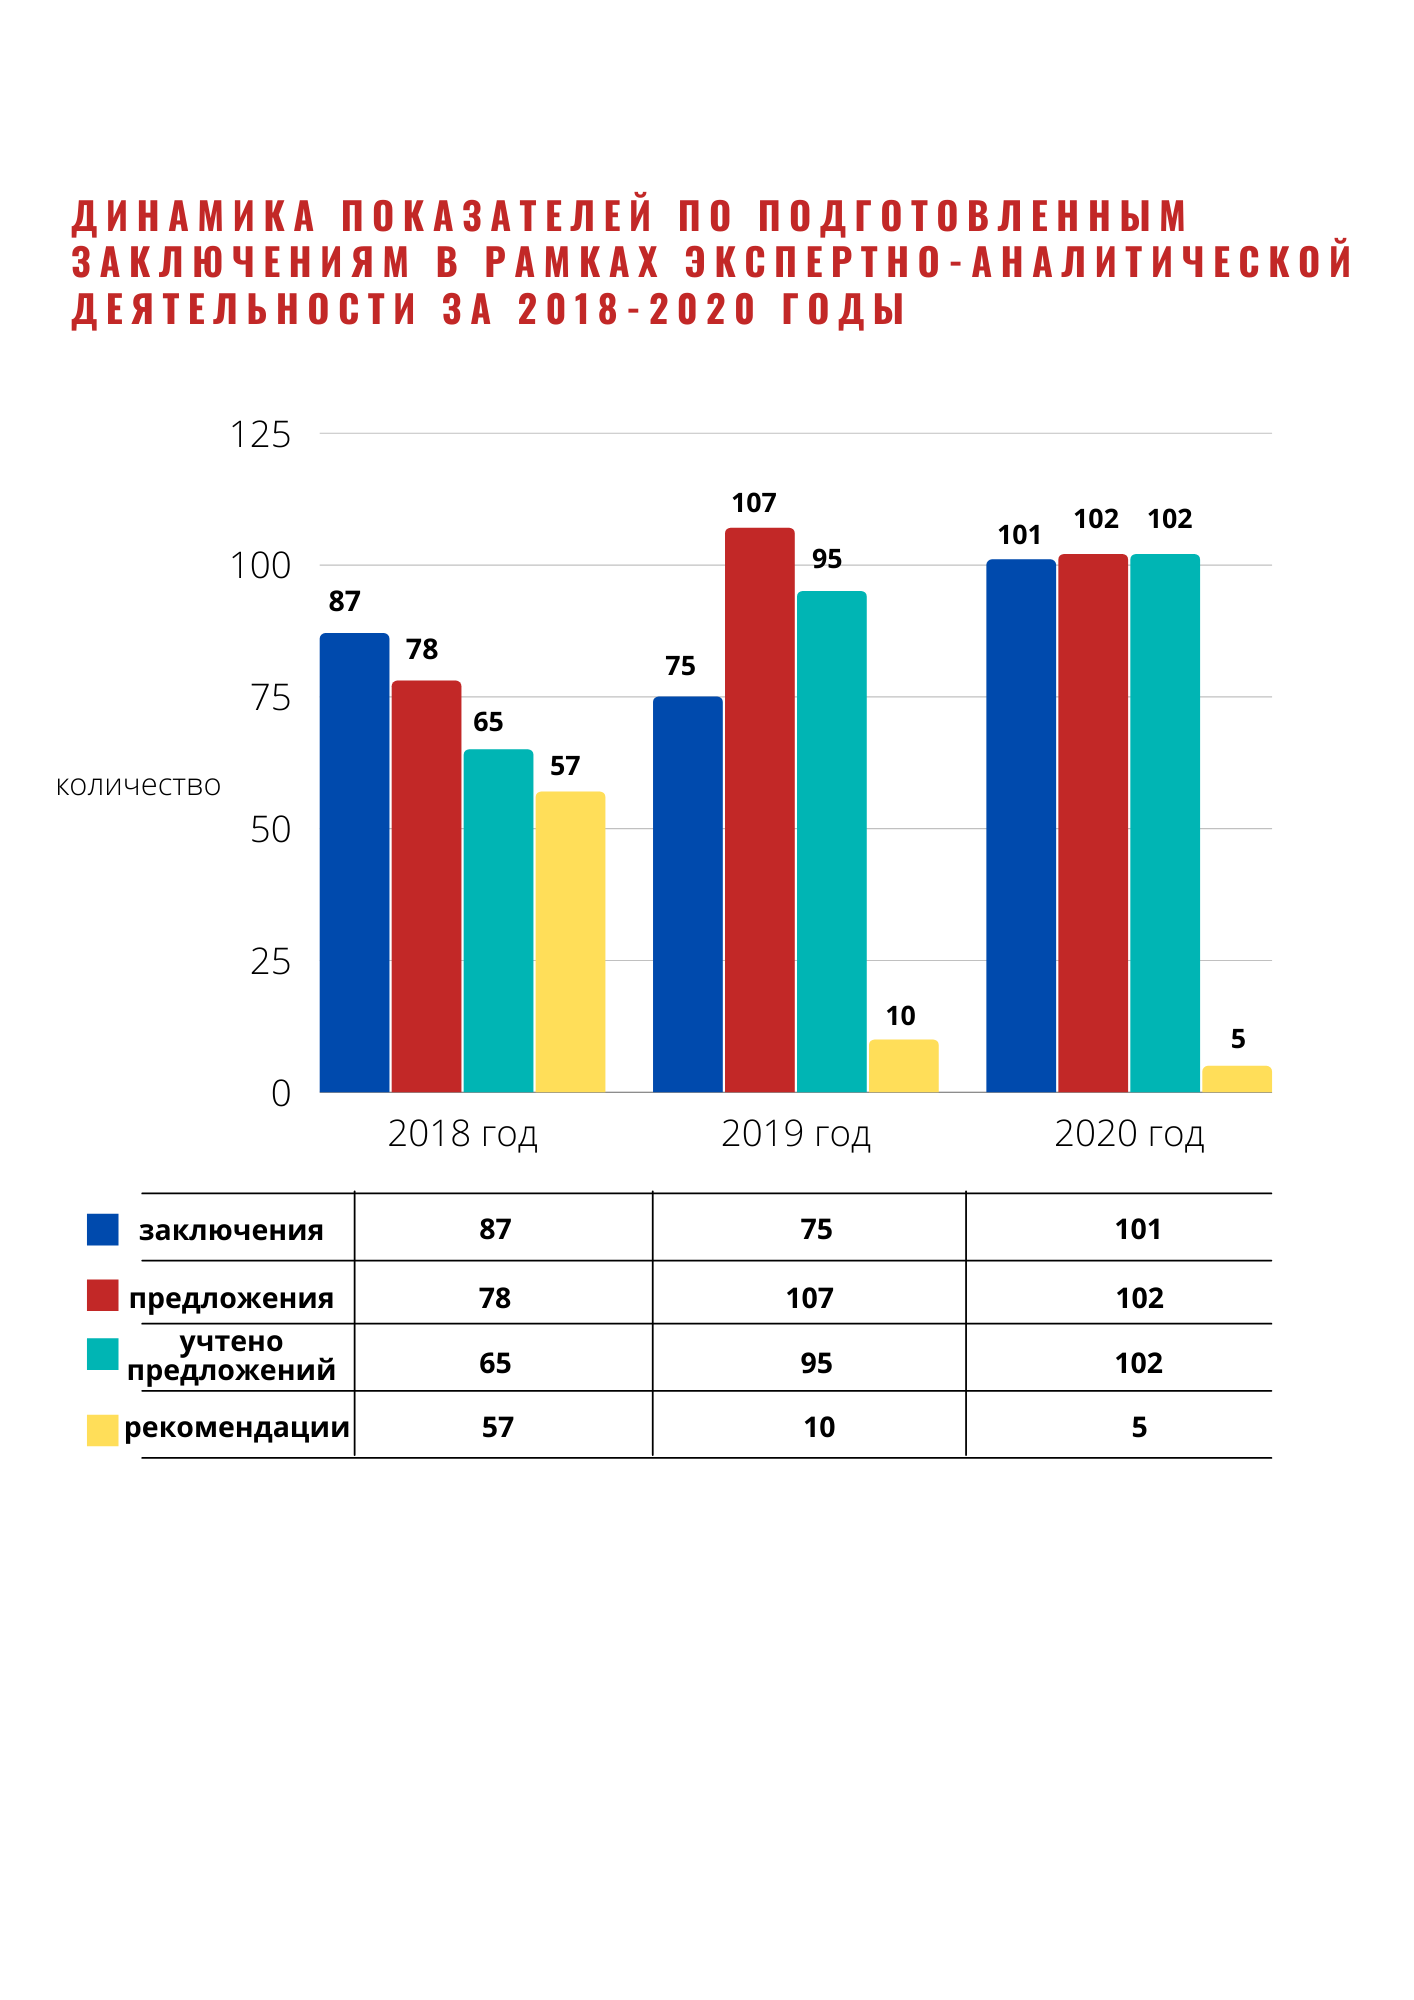 ДИНАМИКА ПОКАЗАТЕЛЕЙ ПО ПОДГОТОВЛЕННЫМ
ЗАКЛЮЧЕНИЯМ В РАМКАХ ЭКСПЕРТНО-АНАЛИТИЧЕСКОЙ
ДЕЯТЕЛЬНОСТИ ЗА 2018-2020 ГОДЫ
125
107
101 102 102
95
100
87
78
75
75
65
57
количество
50
25
10
5
0
2018 год 2019 год 2020 год
заключения 87 75 101
предложения 78 107 102
учтено
предложений 65 95 102
рекомендации 57 10 5